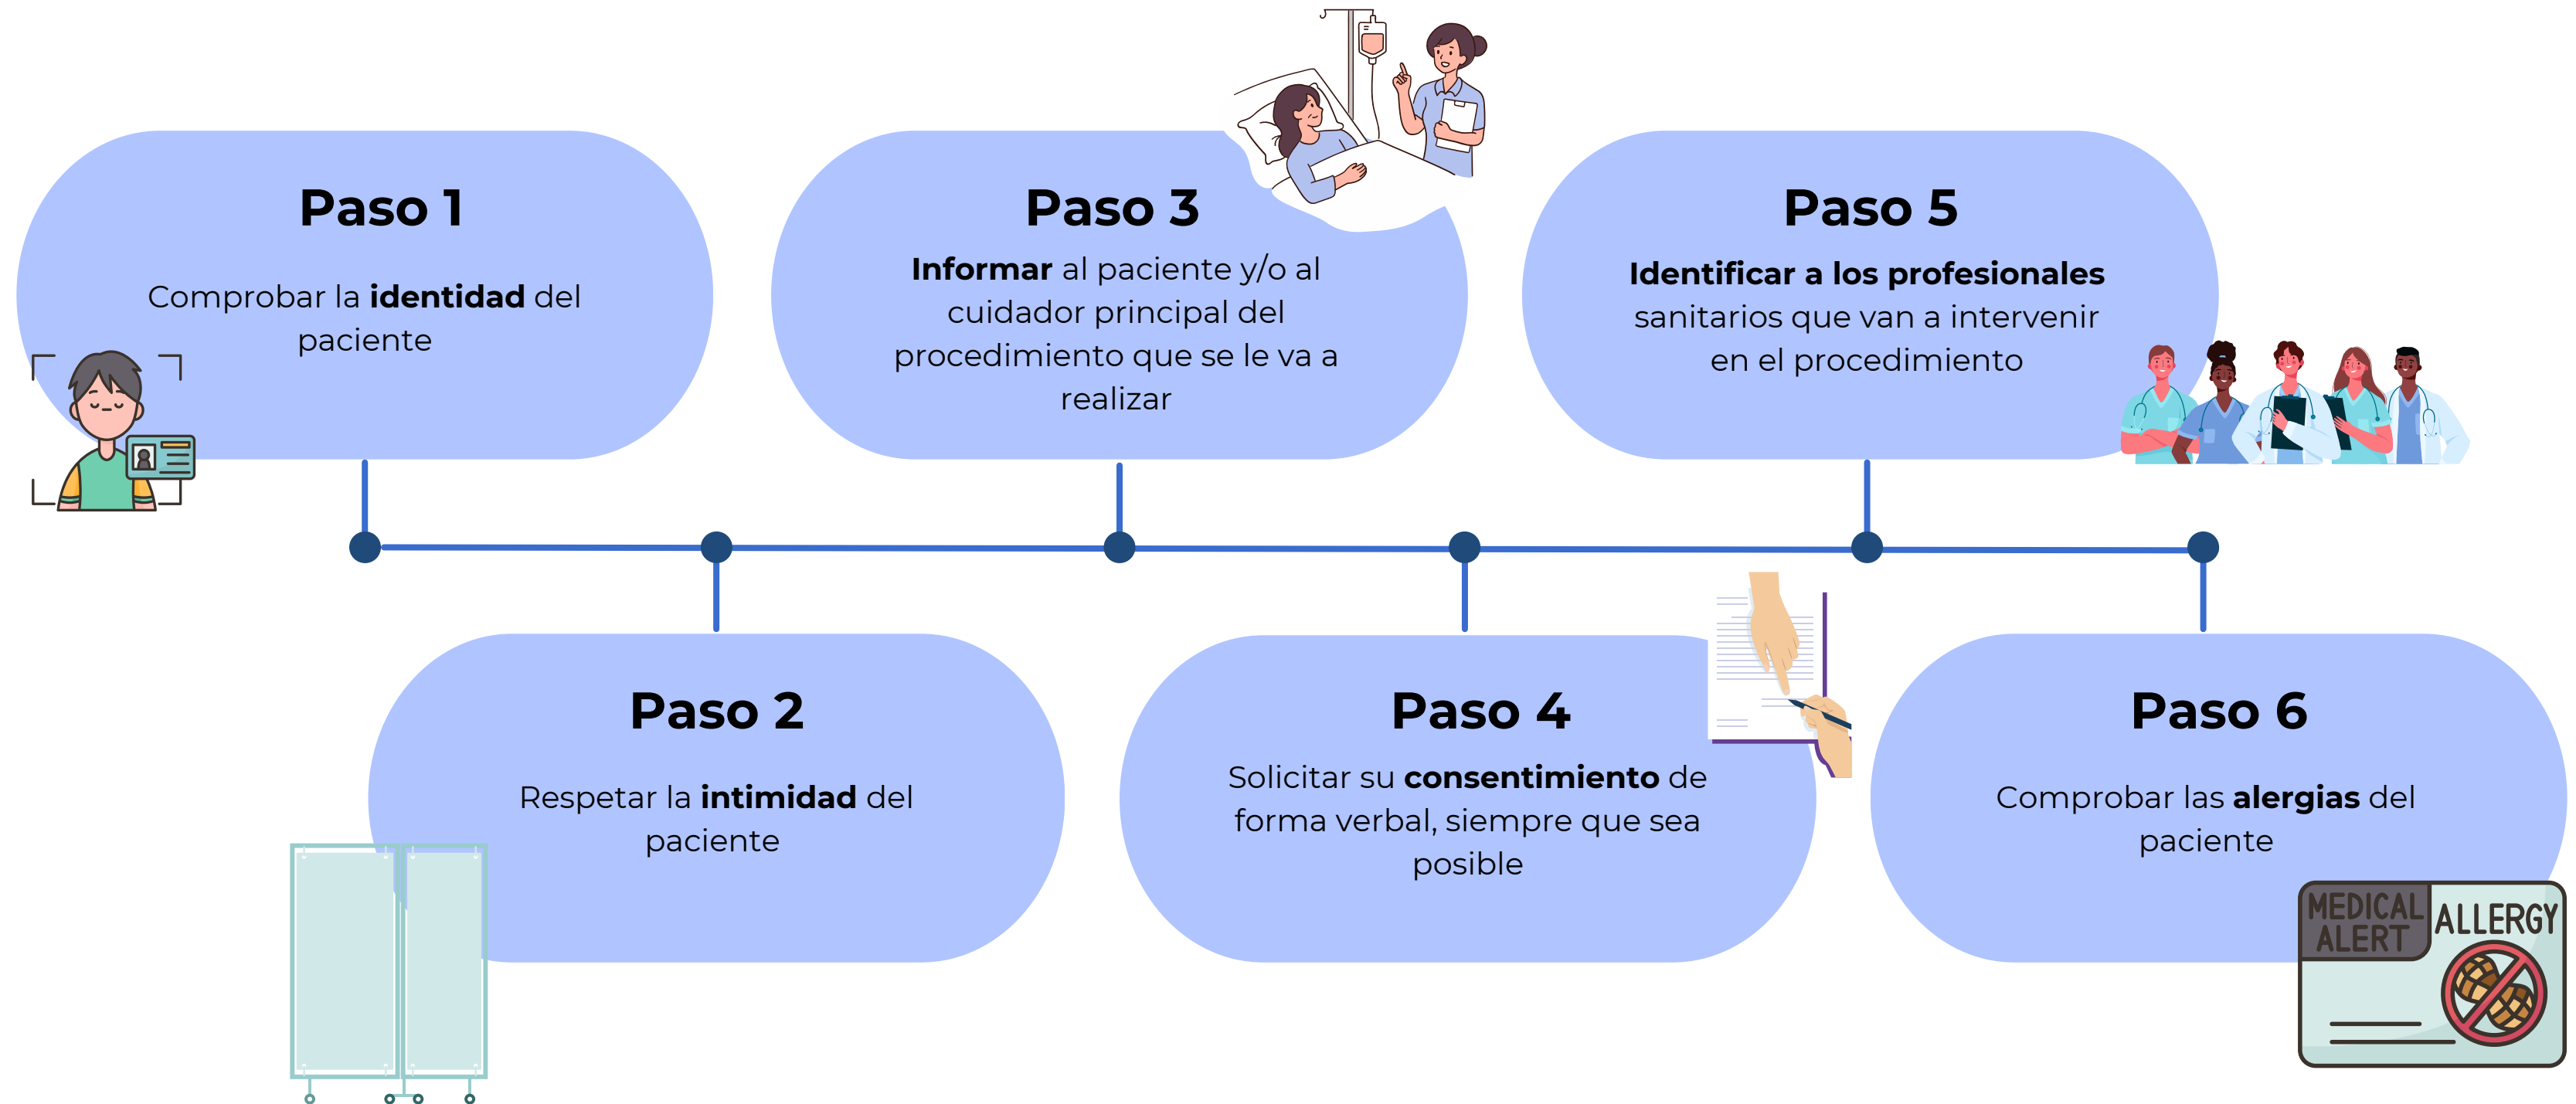 Paso 1
Comprobar la identidad del
paciente
Paso 2
Respetar la intimidad del
paciente
Paso 3
Informar al paciente y/o al
cuidador principal del
procedimiento que se le va a
realizar
Paso 4
Solicitar su consentimiento de
forma verbal, siempre que sea
posible
Paso 5
Identificar a los profesionales
sanitarios que van a intervenir
en el procedimiento
Paso 6
Comprobar las alergias del
paciente
MEDICAL
ALERT
ALLERGY